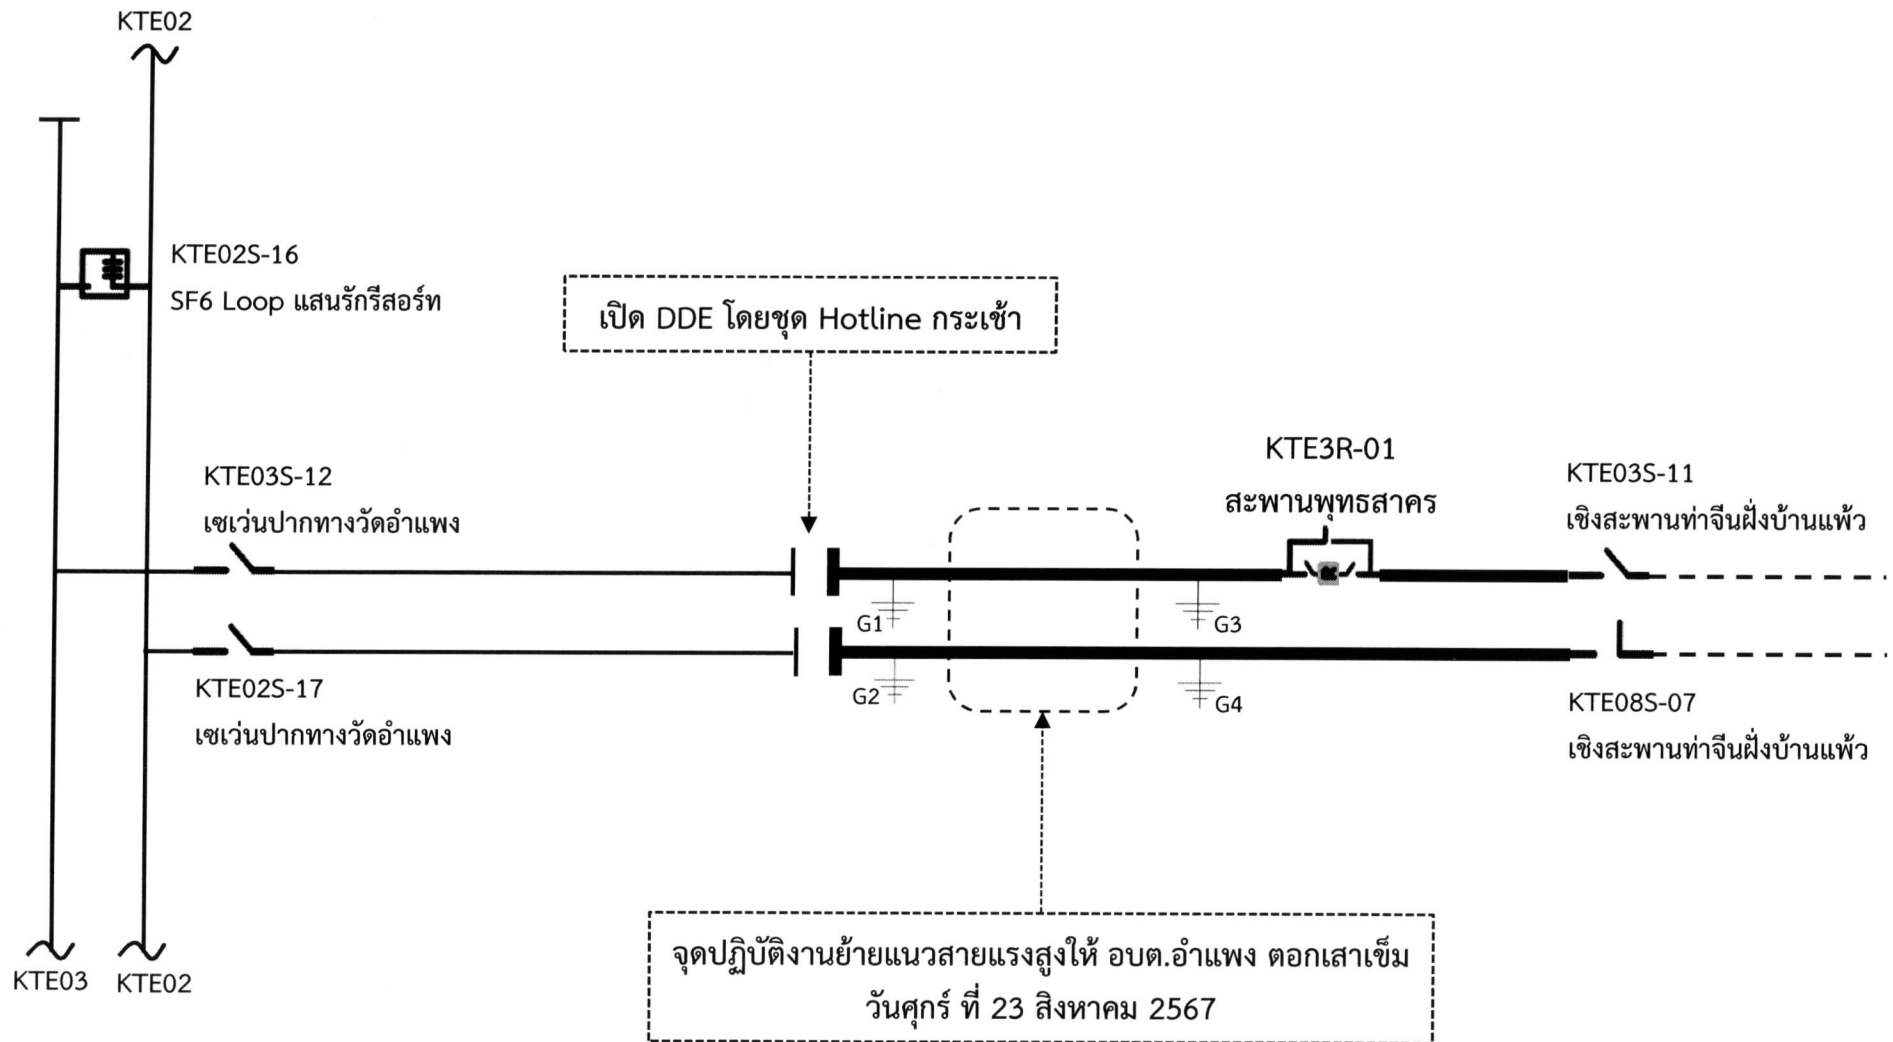 KTE02
KTE02S-16
SF6 Loop แสนรักรีสอร์ท
เปิด DDE โดยชุด Hotline กระเช้า
KTE03S-12
เซเว่นปากทางวัดอำแพง
KTE3R-01
สะพานพุทธสาคร
R
KTE03S-11
เชิงสะพานท่าจีนฝั่งบ้านแพ้ว
G1
G3
G2
G4
KTE02S-17
เซเว่นปากทางวัดอำแพง
KTE08S-07
เชิงสะพานท่าจีนฝั่งบ้านแพ้ว
จุดปฏิบัติงานย้ายแนวสายแรงสูงให้ อบต.อำแพง ตอกเสาเข็ม
วันศุกร์ ที่ 23 สิงหาคม 2567
KTE03
KTE02